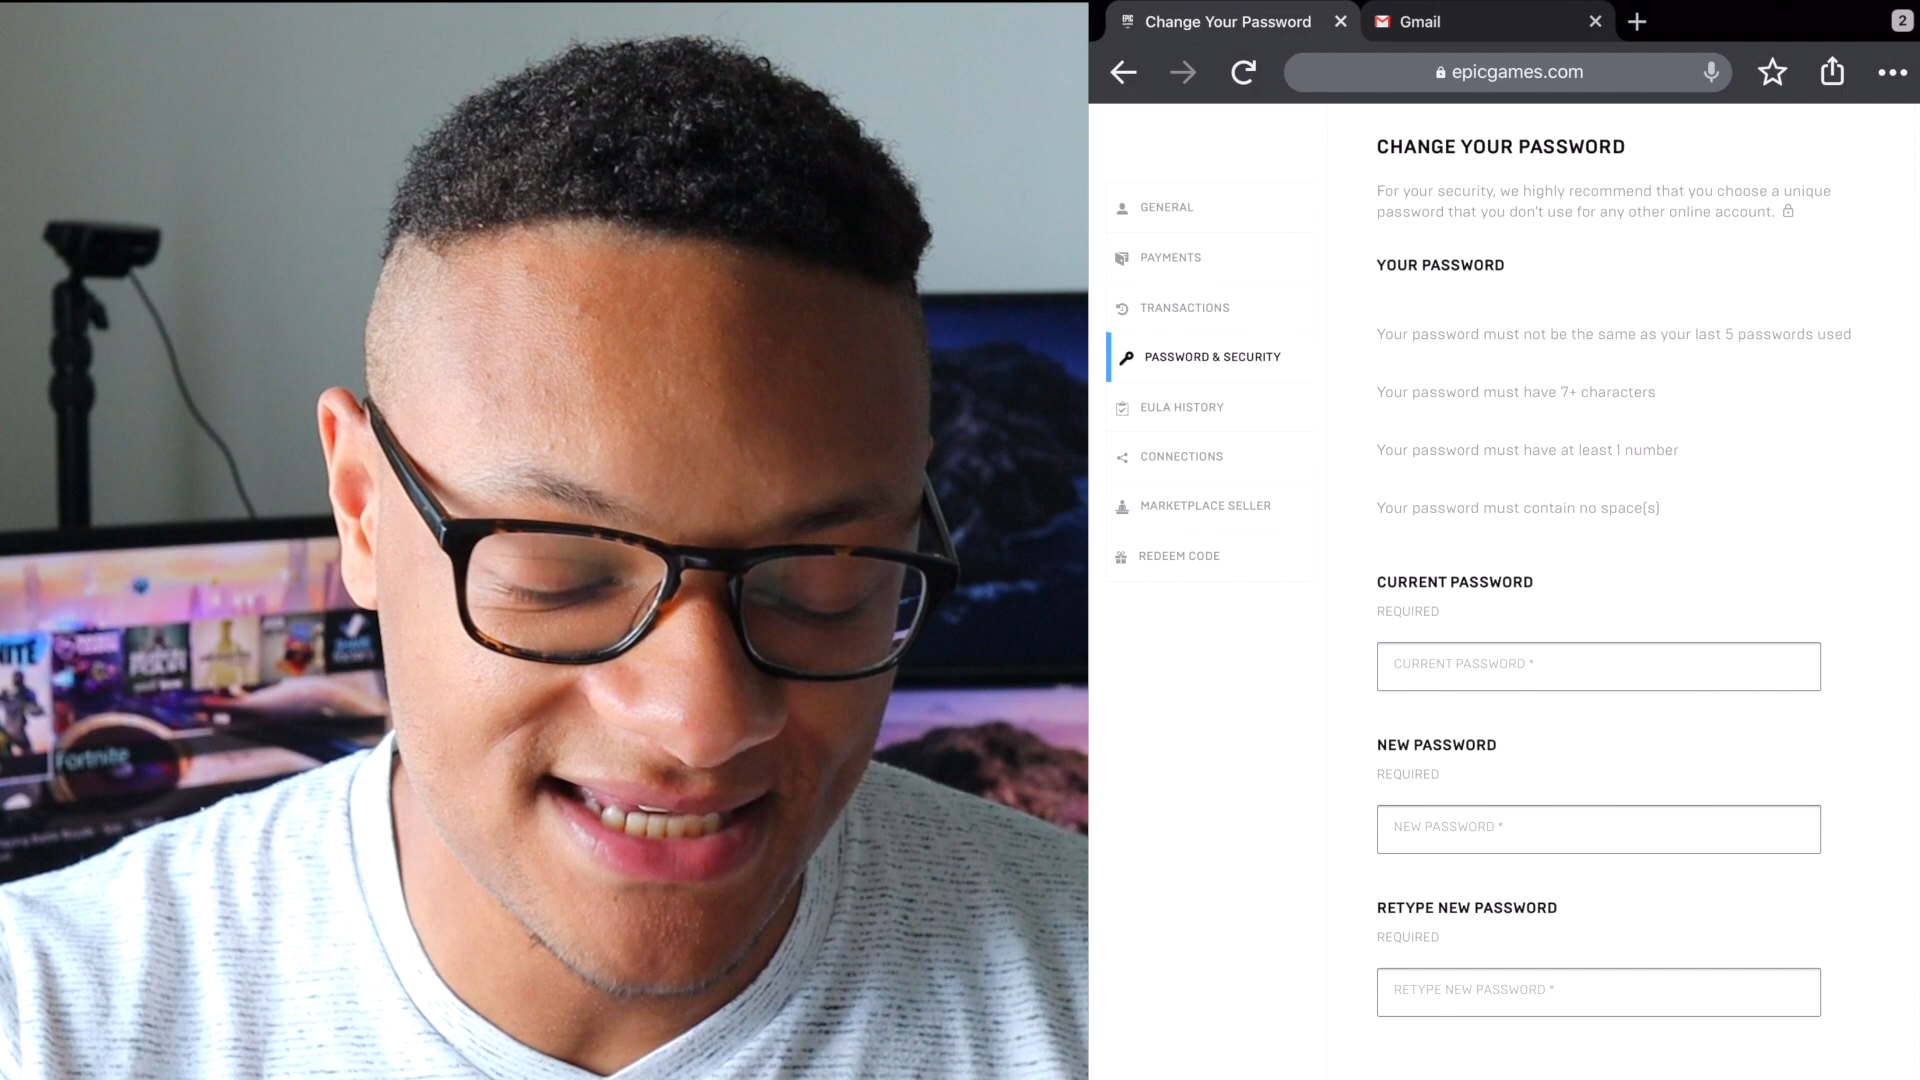 Change Your Password
Gmail
2
epicgames.com
CHANGE YOUR PASSWORD
For your security, we highly recommend that you choose a unique
password that you don't use for any other online account.
YOUR PASSWORD
Your password must not be the same as your last 5 passwords used
Your password must have 7+ characters
Your password must have at least 1 number
Your password must contain no space(s)
CURRENT PASSWORD
REQUIRED
CURRENT PASSWORD *
NEW PASSWORD
REQUIRED
NEW PASSWORD *
RETYPE NEW PASSWORD
REQUIRED
RETYPE NEW PASSWORD *
GENERAL
PAYMENTS
TRANSACTIONS
PASSWORD & SECURITY
EULA HISTORY
CONNECTIONS
MARKETPLACE SELLER
REDEEM CODE
Fortnite